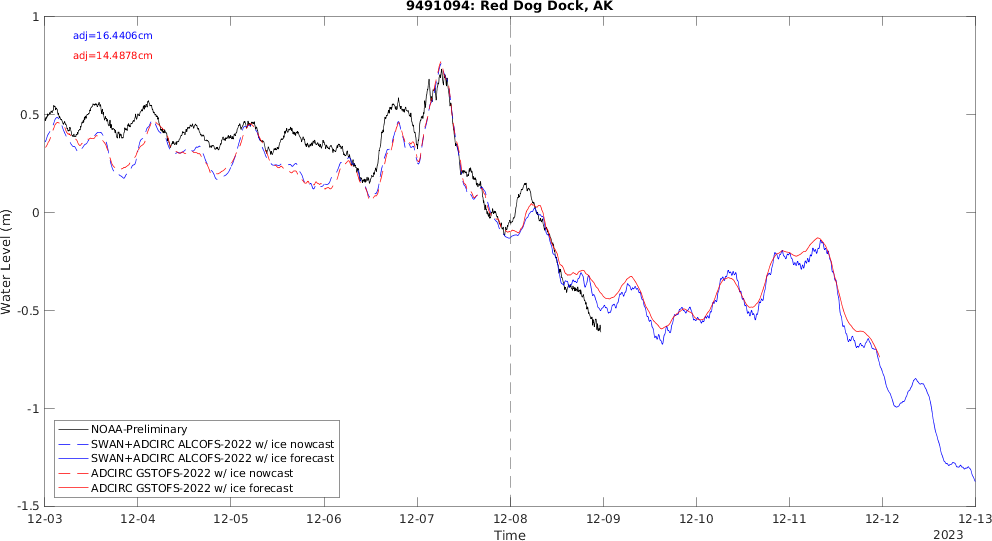 9491094: Red Dog Dock, AK
adj=16.4406cm
adj=14.4878cm
1
0.5
0
-0.5
-1
-1.5
Water Level (m)
NOAA-Preliminary
SWAN+ADCIRC ALCOFS-2022 w/ ice nowcast
SWAN+ADCIRC ALCOFS-2022 w/ ice forecast
ADCIRC GSTOFS-2022 w/ ice nowcast
ADCIRC GSTOFS-2022 w/ ice forecast
12-03 12-04 12-05 12-06 12-07 12-08 12-09 12-10 12-11 12-12 12-13
Time
2023